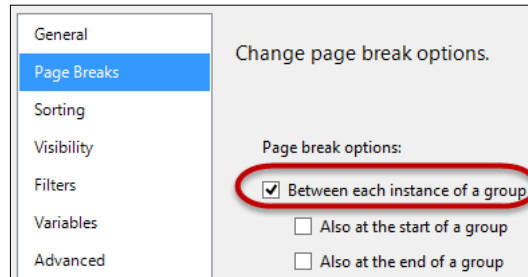 General
Page Breaks
Sorting
Visibility
Filters
Variables
Advanced
Change page break options.
Page break options:
Between each instance of a group
Also at the start of a group
Also at the end of a group